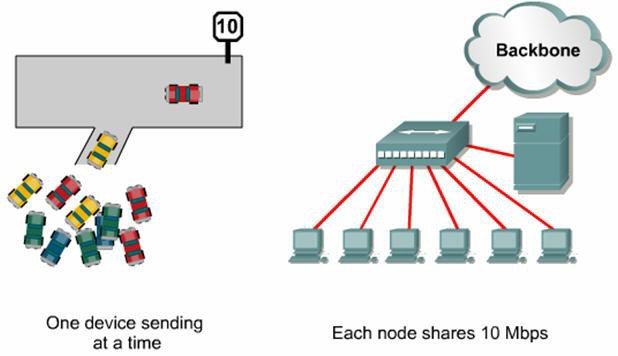 10
Backbone
One device sending
at a time
Each node shares 10 Mbps